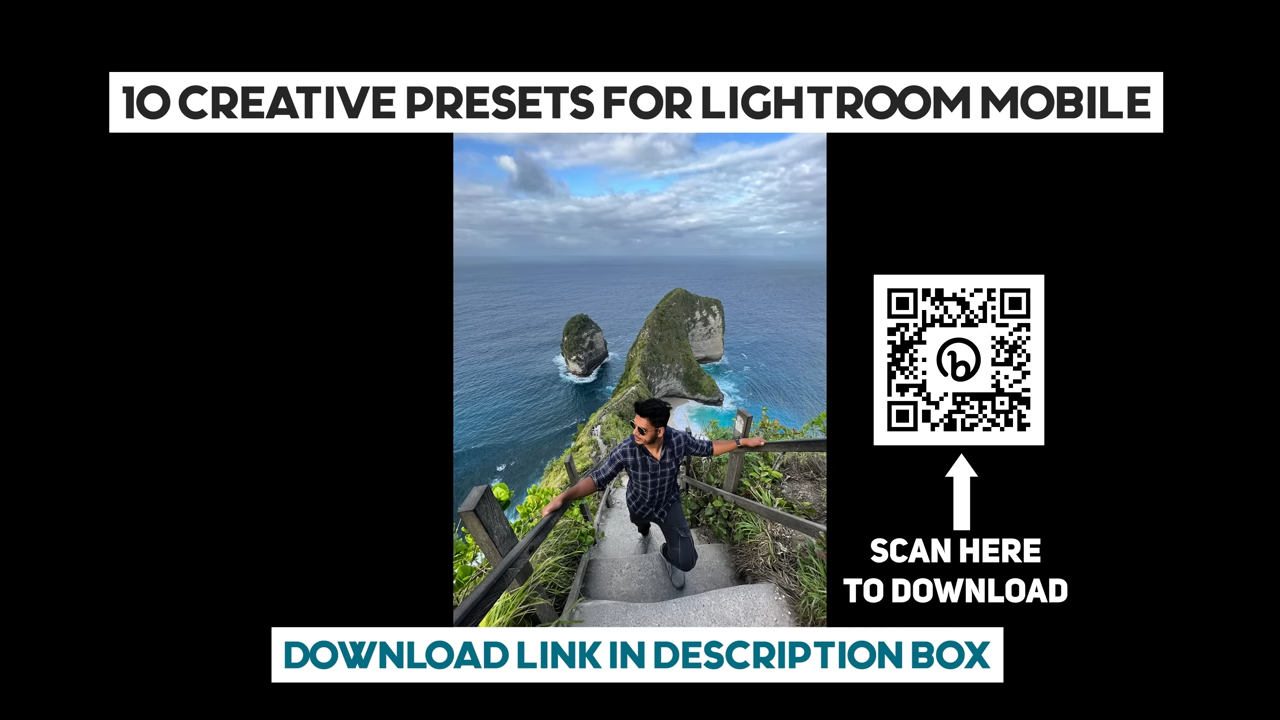 10 CREATIVE PRESETS FOR LIGHTROOM MOBILE
SCAN HERE
TO DOWNLOAD
DOWNLOAD LINK IN DESCRIPTION BOX